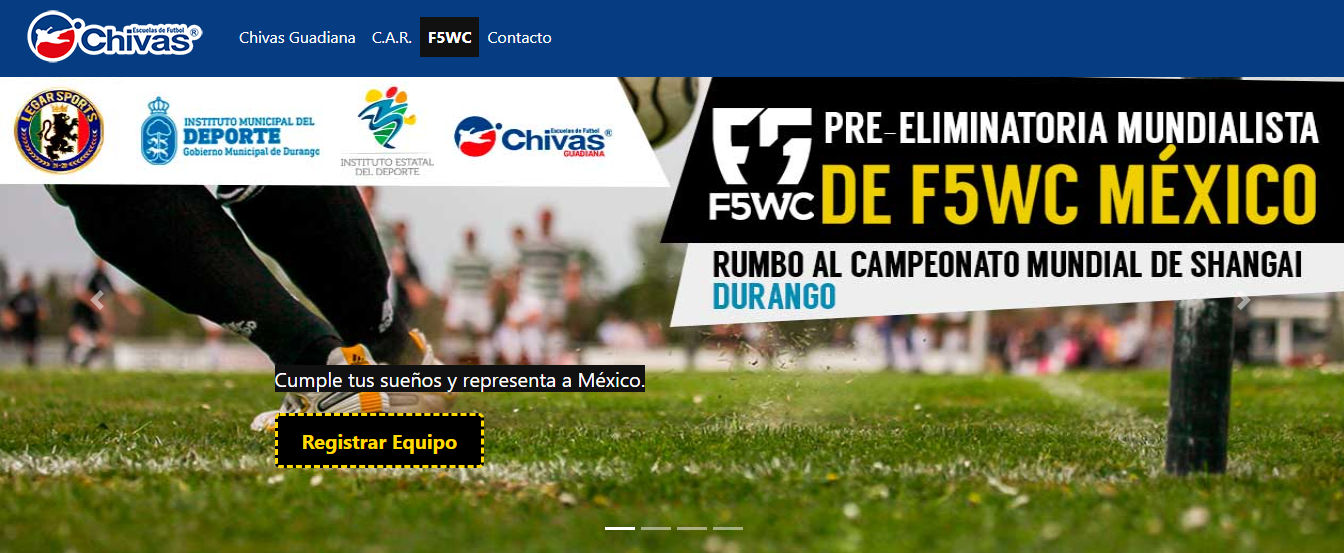 Escuelas de Futbol
Chivas®
Chivas Guadiana
C.A.R.
F5WC
Contacto
LEGAR SPORTS
INSTITUTO MUNICIPAL DEL
DEPORTE
Gobierno Municipal de Durango
INSTITUTO ESTATAL
DEL DEPORTE
Escuelas de Futbol
Chivas®
GUADIANA
F5WC
PRE-ELIMINATORIA MUNDIALISTA
DE F5WC MÉXICO
RUMBO AL CAMPEONATO MUNDIAL DE SHANGAI
DURANGO
Cumple tus sueños y representa a México.
Registrar Equipo